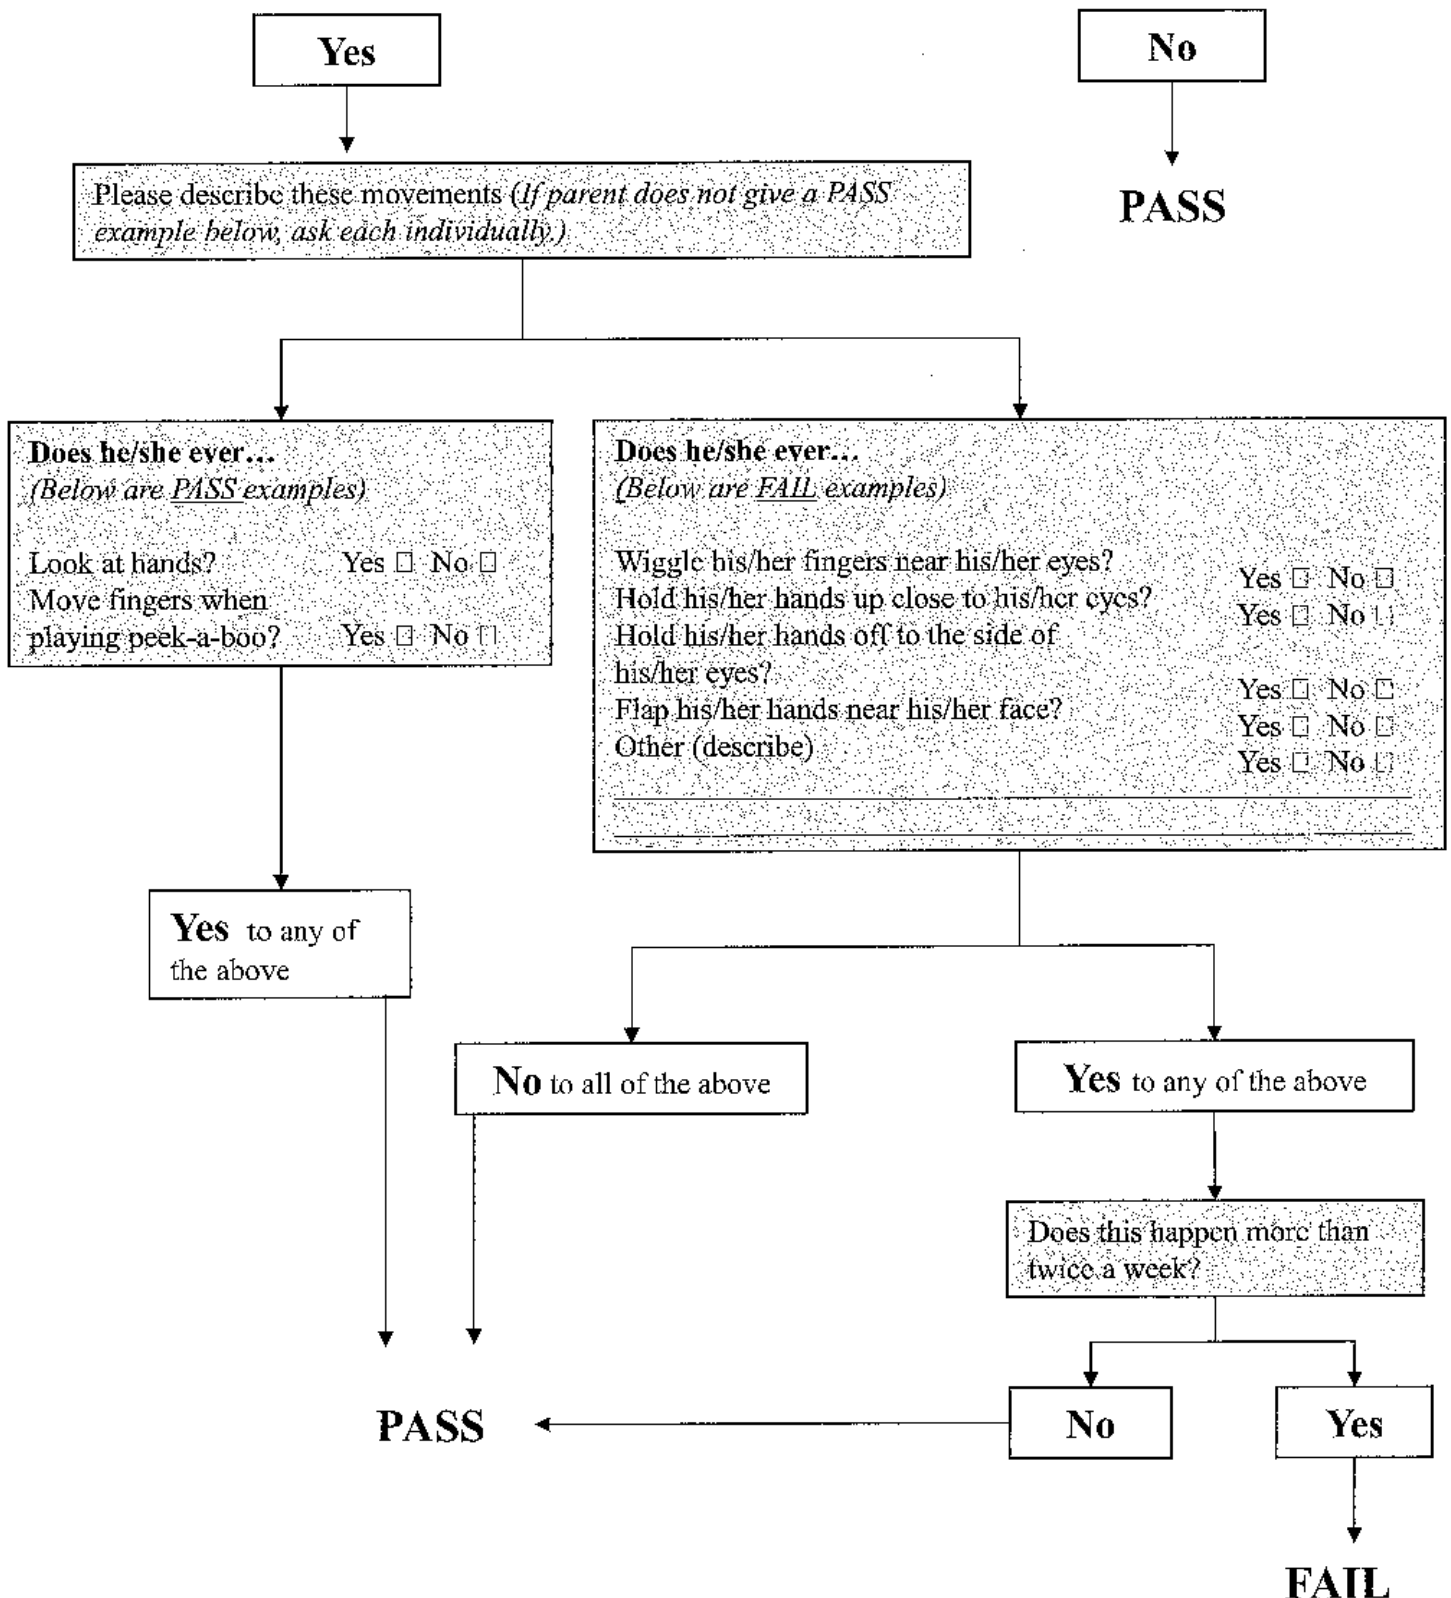 Yes
No
PASS
Please describe these movements (If parent does not give a PASS
example below, ask each individually.)
Does he/she ever...
(Below are PASS examples)
Look at hands? Yes □ No □
Move fingers when
playing peek-a-boo? Yes □ No □
Does he/she ever...
(Below are FAIL examples)
Wiggle his/her fingers near his/her eyes?
Yes □ No □
Hold his/her hands up close to his/her eyes?
Yes □ No □
Hold his/her hands off to the side of
his/her eyes?
Yes □ No □
Flap his/her hands near his/her face?
Yes □ No □
Other (describe)
Yes □ No □
Yes to any of
the above
No to all of the above
Yes to any of the above
Does this happen more than
twice a week?
PASS
No
Yes
FAIL